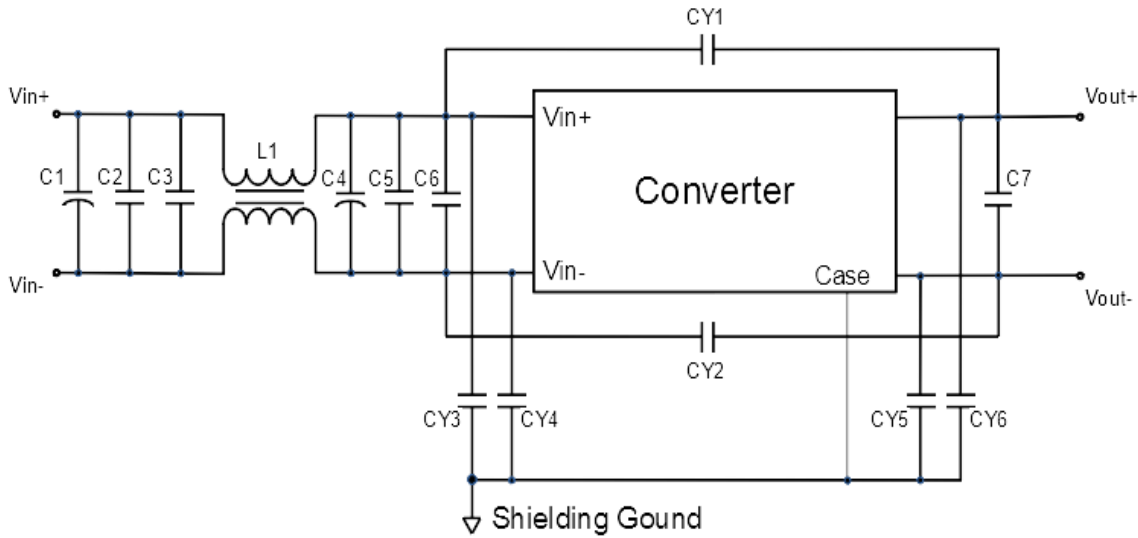 CY1
Vin+
Vout+
Vin+
L1
C1
C2
C3
C4
C5
C6
Converter
C7
Vin-
Vin-
Case
Vout-
CY2
CY3
CY4
CY5
CY6
Shielding Gound